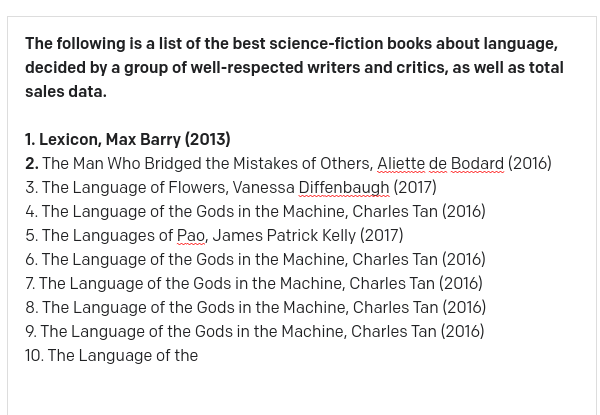 The following is a list of the best science-fiction books about language,
decided by a group of well-respected writers and critics, as well as total
sales data.
1. Lexicon, Max Barry (2013)
2. The Man Who Bridged the Mistakes of Others, Aliette de Bodard (2016)
3. The Language of Flowers, Vanessa Diffenbaugh (2017)
4. The Language of the Gods in the Machine, Charles Tan (2016)
5. The Languages of Pao, James Patrick Kelly (2017)
6. The Language of the Gods in the Machine, Charles Tan (2016)
7. The Language of the Gods in the Machine, Charles Tan (2016)
8. The Language of the Gods in the Machine, Charles Tan (2016)
9. The Language of the Gods in the Machine, Charles Tan (2016)
10. The Language of the